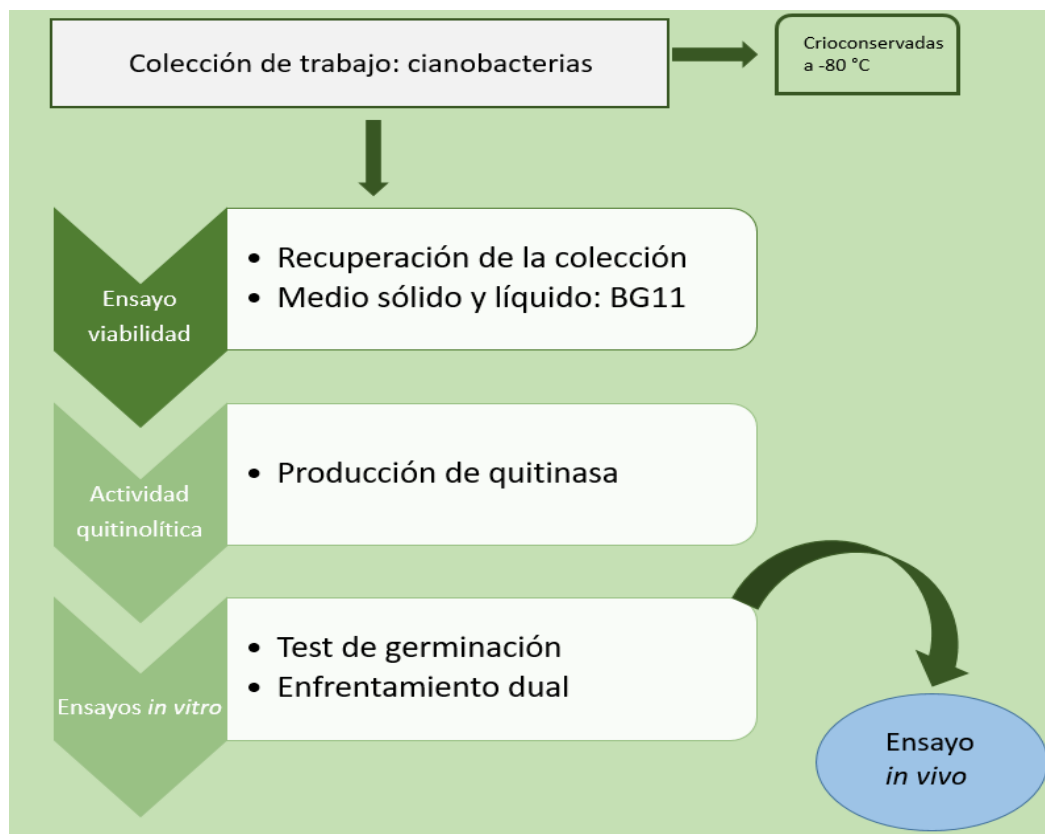 Colección de trabajo: cianobacterias
Crioconservadas
a -80 °C
Ensayo
viabilidad
• Recuperación de la colección
• Medio sólido y líquido: BG11
Actividad
quitinolítica
• Producción de quitinasa
Ensayos in vitro
• Test de germinación
• Enfrentamiento dual
Ensayo
in vivo